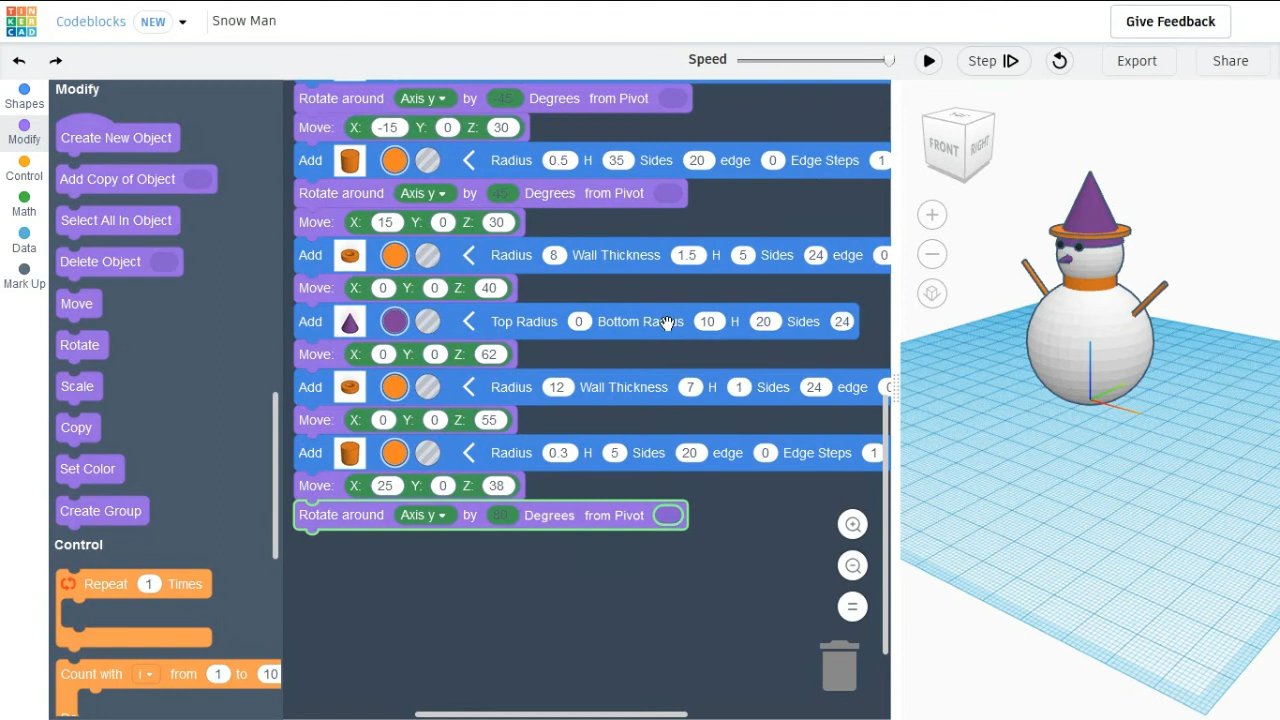 TIN
KER
CAD
Codeblocks NEW Snow Man Give Feedback
Speed Step Export Share
Shapes
Modify
Control
Math
Data
Mark Up
Modify
Create New Object
Add Copy of Object
Select All In Object
Delete Object
Move
Rotate
Scale
Copy
Set Color
Create Group
Control
Repeat 1 Times
Count with i from 1 to 10
Rotate around Axis y by -45 Degrees from Pivot
Move: X: -15 Y: 0 Z: 30
Add Radius 0.5 H 35 Sides 20 edge 0 Edge Steps 1
Rotate around Axis y by 45 Degrees from Pivot
Move: X: 15 Y: 0 Z: 30
Add Radius 8 Wall Thickness 1.5 H 5 Sides 24 edge 0
Move: X: 0 Y: 0 Z: 40
Add Top Radius 0 Bottom Radius 10 H 20 Sides 24
Move: X: 0 Y: 0 Z: 62
Add Radius 12 Wall Thickness 7 H 1 Sides 24 edge 0
Move: X: 0 Y: 0 Z: 55
Add Radius 0.3 H 5 Sides 20 edge 0 Edge Steps 1
Move: X: 25 Y: 0 Z: 38
Rotate around Axis y by Degrees from Pivot
FRONT RIGHT